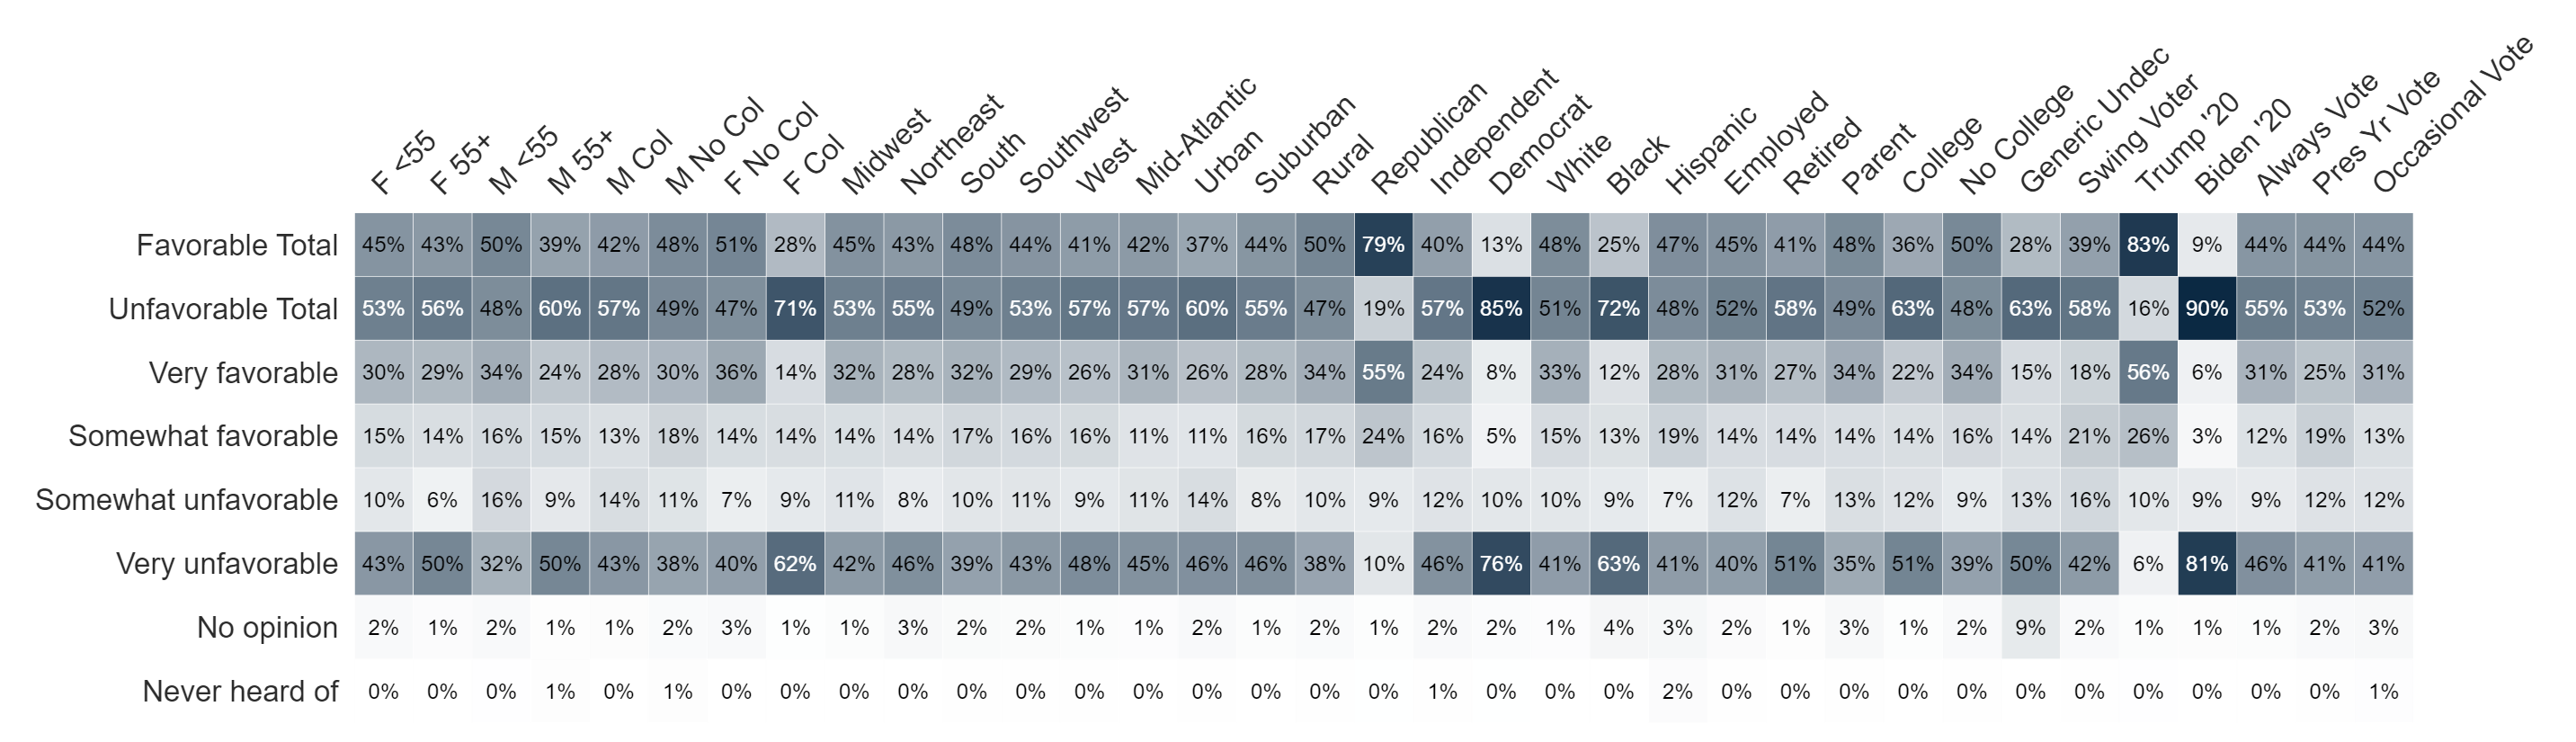 F <55 F 55+ M <55 M 55+ M Col M No Col F No Col F Col Midwest Northeast South Southwest West Mid-Atlantic Urban Suburban Rural Republican Independent Democrat White Black Hispanic Employed Retired Parent College No College Generic Undec Swing Voter Trump '20 Biden '20 Always Vote Pres Yr Vote Occasional Vote
Favorable Total 45% 43% 50% 39% 42% 48% 51% 28% 45% 43% 48% 44% 41% 42% 37% 44% 50% 79% 40% 13% 48% 25% 47% 45% 41% 48% 36% 50% 28% 39% 83% 9% 44% 44% 44%
Unfavorable Total 53% 56% 48% 60% 57% 49% 47% 71% 53% 55% 49% 53% 57% 57% 60% 55% 47% 19% 57% 85% 51% 72% 48% 52% 58% 49% 63% 48% 63% 58% 16% 90% 55% 53% 52%
Very favorable 30% 29% 34% 24% 28% 30% 36% 14% 32% 28% 32% 29% 26% 31% 26% 28% 34% 55% 24% 8% 33% 12% 28% 31% 27% 34% 22% 34% 15% 18% 56% 6% 31% 25% 31%
Somewhat favorable 15% 14% 16% 15% 13% 18% 14% 14% 14% 14% 17% 16% 16% 11% 11% 16% 17% 24% 16% 5% 15% 13% 19% 14% 14% 14% 14% 16% 14% 21% 26% 3% 12% 19% 13%
Somewhat unfavorable 10% 6% 16% 9% 14% 11% 7% 9% 11% 8% 10% 11% 9% 11% 14% 8% 10% 9% 12% 10% 10% 9% 7% 12% 7% 13% 12% 9% 13% 16% 10% 9% 9% 12% 12%
Very unfavorable 43% 50% 32% 50% 43% 38% 40% 62% 42% 46% 39% 43% 48% 45% 46% 46% 38% 10% 46% 76% 41% 63% 41% 40% 51% 35% 51% 39% 50% 42% 6% 81% 46% 41% 41%
No opinion 2% 1% 2% 1% 1% 2% 3% 1% 1% 3% 2% 2% 1% 1% 2% 1% 2% 1% 2% 2% 1% 4% 3% 2% 1% 3% 1% 2% 9% 2% 1% 1% 1% 2% 3%
Never heard of 0% 0% 0% 1% 0% 1% 0% 0% 0% 0% 0% 0% 0% 0% 0% 0% 0% 0% 1% 0% 0% 0% 2% 0% 0% 0% 0% 0% 0% 0% 0% 0% 0% 0% 1%